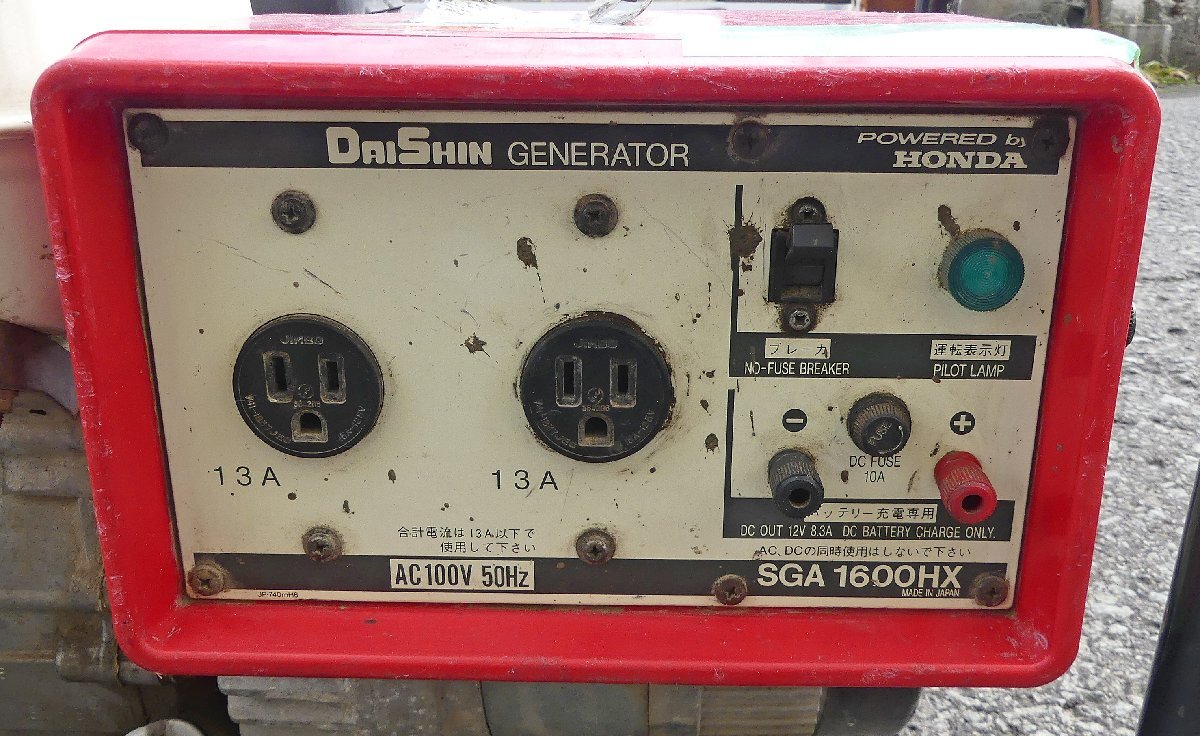 DAISHIN GENERATOR
POWERED by
HONDA
ブレーカ
NO-FUSE BREAKER
運転表示灯
PILOT LAMP
JIMBO
JIMBO
13A
13A
−
+
FUSE
DC FUSE
10A
バッテリー充電専用
DC OUT 12V 8.3A DC BATTERY CHARGE ONLY.
合計電流は13A以下で
使用して下さい
AC、DCの同時使用はしないで下さい
AC100V 50Hz
SGA 1600HX
MADE IN JAPAN